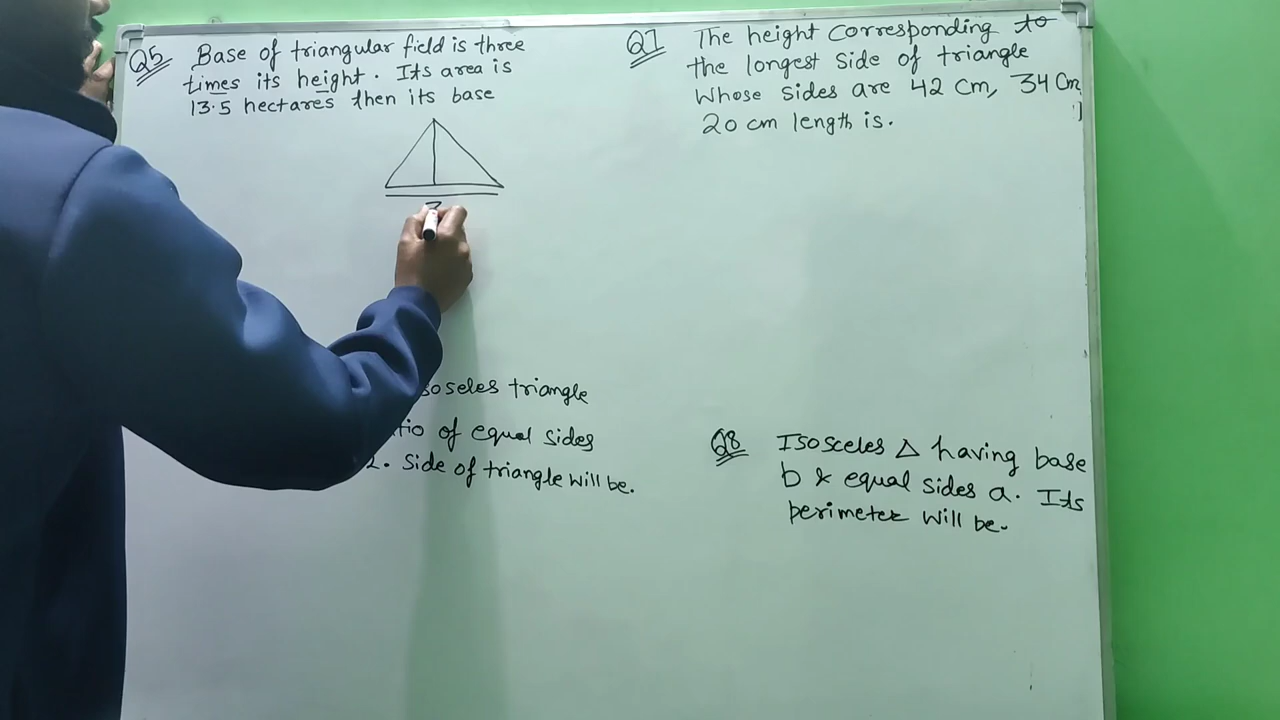 Q5 Base of triangular field is three
times its height. Its area is
13.5 hectares then its base
3
triangle
of equal sides
2. Side of triangle will be.
Q7 The height Corresponding to
the longest side of triangle
Whose sides are 42 Cm, 34 Cm,
20 cm length is.
Q8 Isosceles △ having base
b & equal sides a. Its
perimeter will be.